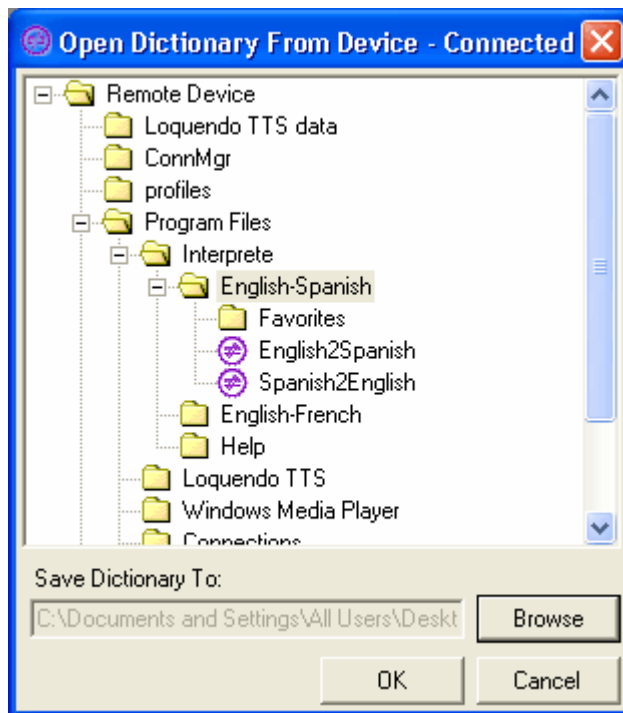 Open Dictionary From Device - Connected
Remote Device
Loquendo TTS data
ConnMgr
profiles
Program Files
Interprete
English-Spanish
Favorites
English2Spanish
Spanish2English
English-French
Help
Loquendo TTS
Windows Media Player
Connections
Save Dictionary To:
C:\Documents and Settings\All Users\Deskt Browse
OK Cancel